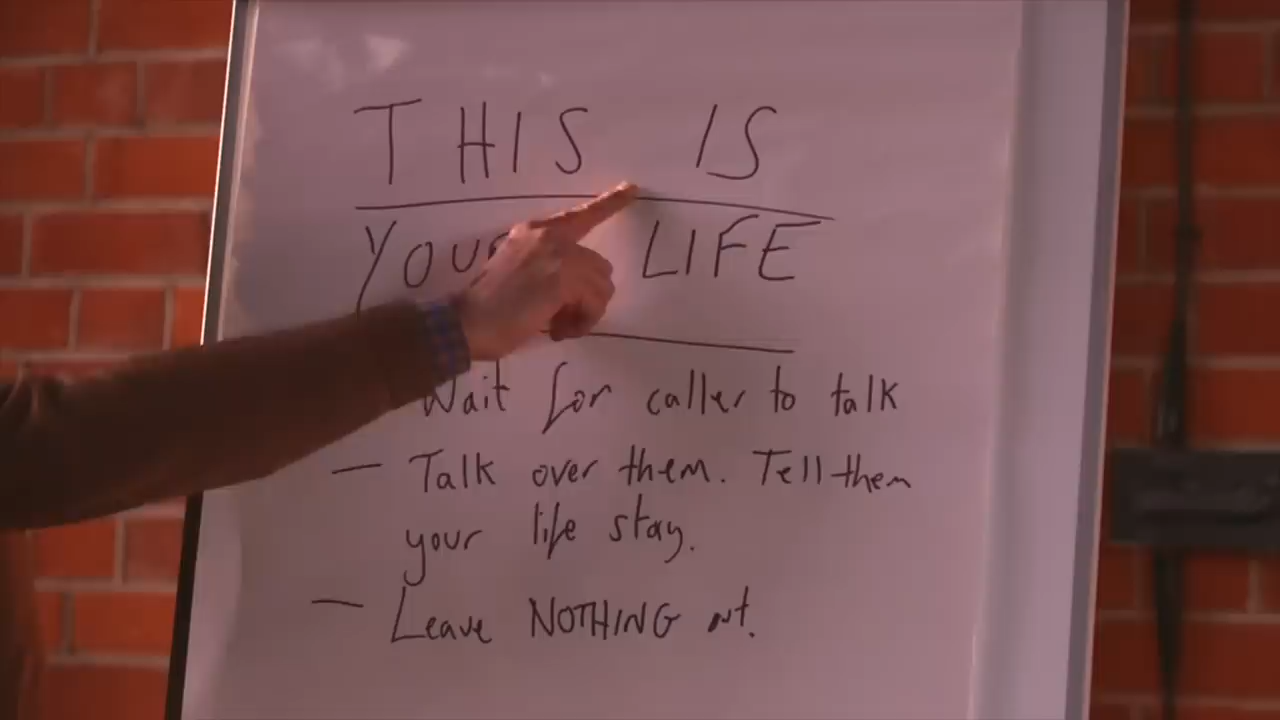 THIS IS
YOUR LIFE
Wait for caller to talk
— Talk over them. Tell them
your life stay.
— Leave NOTHING out.